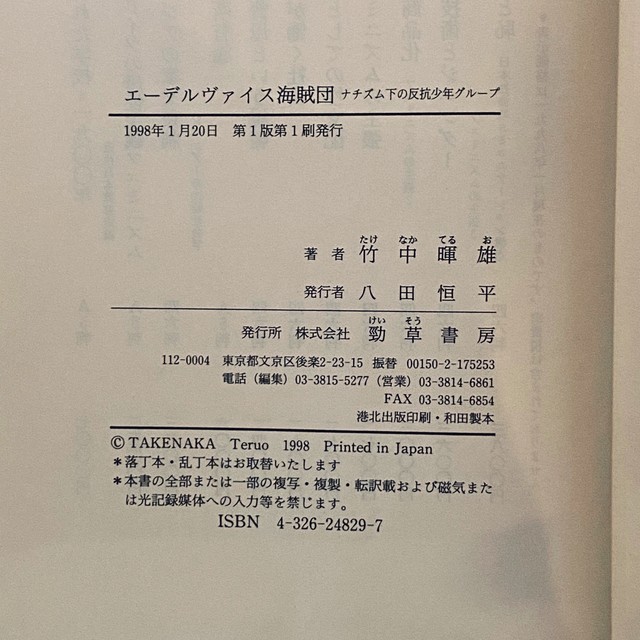 エーデルヴァイス海賊団 ナチズム下の反抗少年グループ
1998年1月20日 第1版第1刷発行
たけ なか てる お
著者 竹中暉雄
発行者 八田恒平
けい そう
発行所 株式会社 勁草書房
112-0004 東京都文京区後楽2-23-15 振替 00150-2-175253
電話（編集）03-3815-5277（営業）03-3814-6861
FAX 03-3814-6854
港北出版印刷・和田製本
© TAKENAKA Teruo 1998 Printed in Japan
＊落丁本・乱丁本はお取替いたします
＊本書の全部または一部の複写・複製・転訳載および磁気また
は光記録媒体への入力等を禁じます。
ISBN 4-326-24829-7